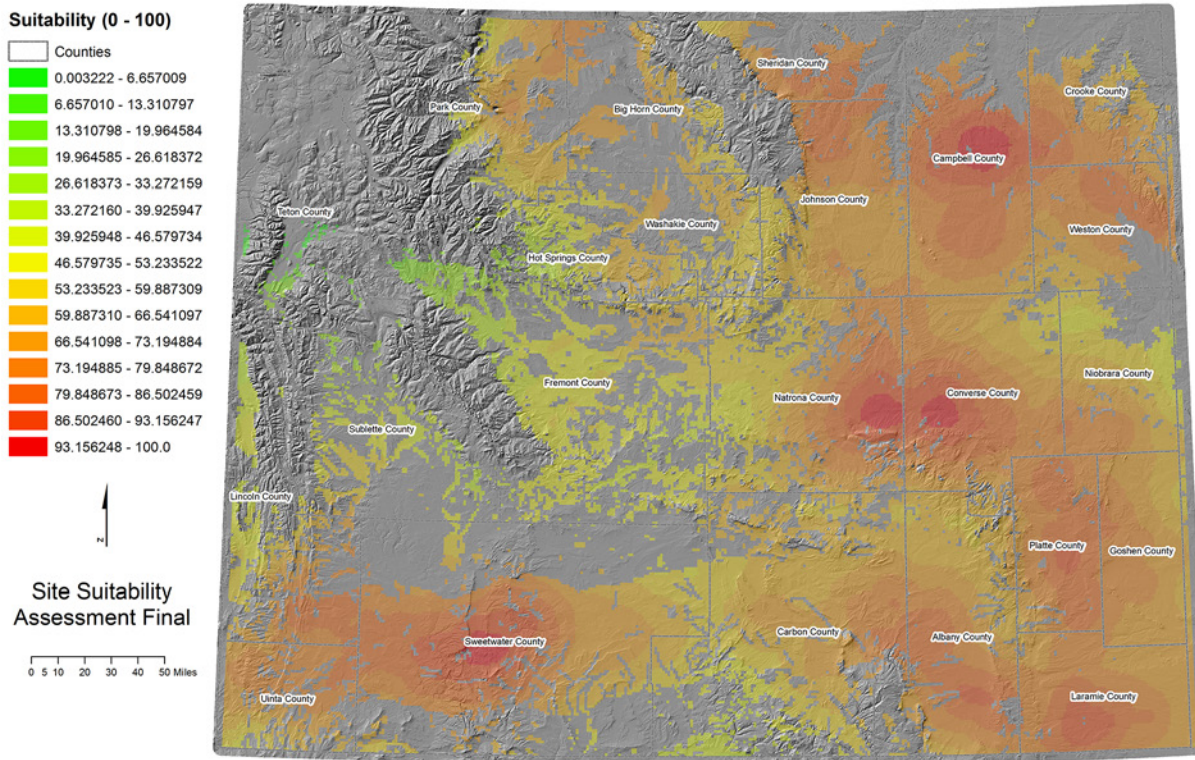 Suitability (0 - 100)
Counties
0.003222 - 6.657009
6.657010 - 13.310797
13.310798 - 19.964584
19.964585 - 26.618372
26.618373 - 33.272159
33.272160 - 39.925947
39.925948 - 46.579734
46.579735 - 53.233522
53.233523 - 59.887309
59.887310 - 66.541097
66.541098 - 73.194884
73.194885 - 79.848672
79.848673 - 86.502459
86.502460 - 93.156247
93.156248 - 100.0
z
Site Suitability
Assessment Final
0 5 10 20 30 40 50 Miles
Sheridan County
Crooke County
Park County
Big Horn County
Campbell County
Johnson County
Teton County
Washakie County
Weston County
Hot Springs County
Niobrara County
Fremont County
Natrona County
Converse County
Sublette County
Lincoln County
Platte County
Goshen County
Sweetwater County
Carbon County
Albany County
Uinta County
Laramie County